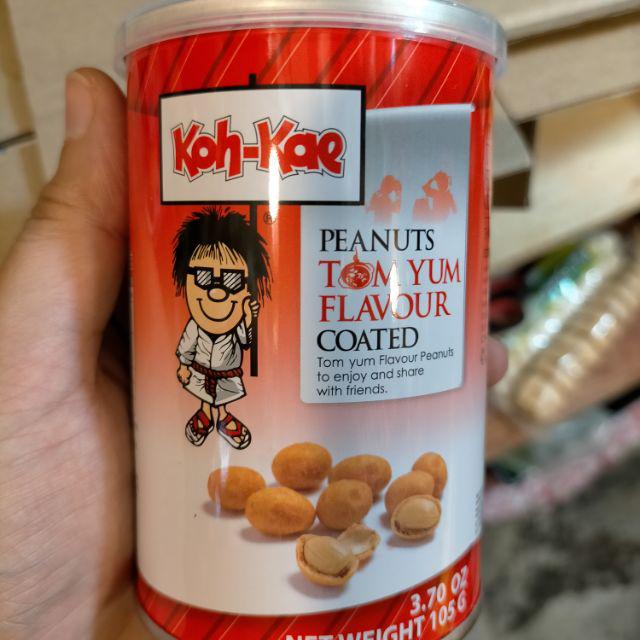 Koh-Kae
®
PEANUTS
TOM YUM
FLAVOUR
COATED
Tom yum Flavour Peanuts
to enjoy and share
with friends.
3.70 OZ
NET WEIGHT 105 G